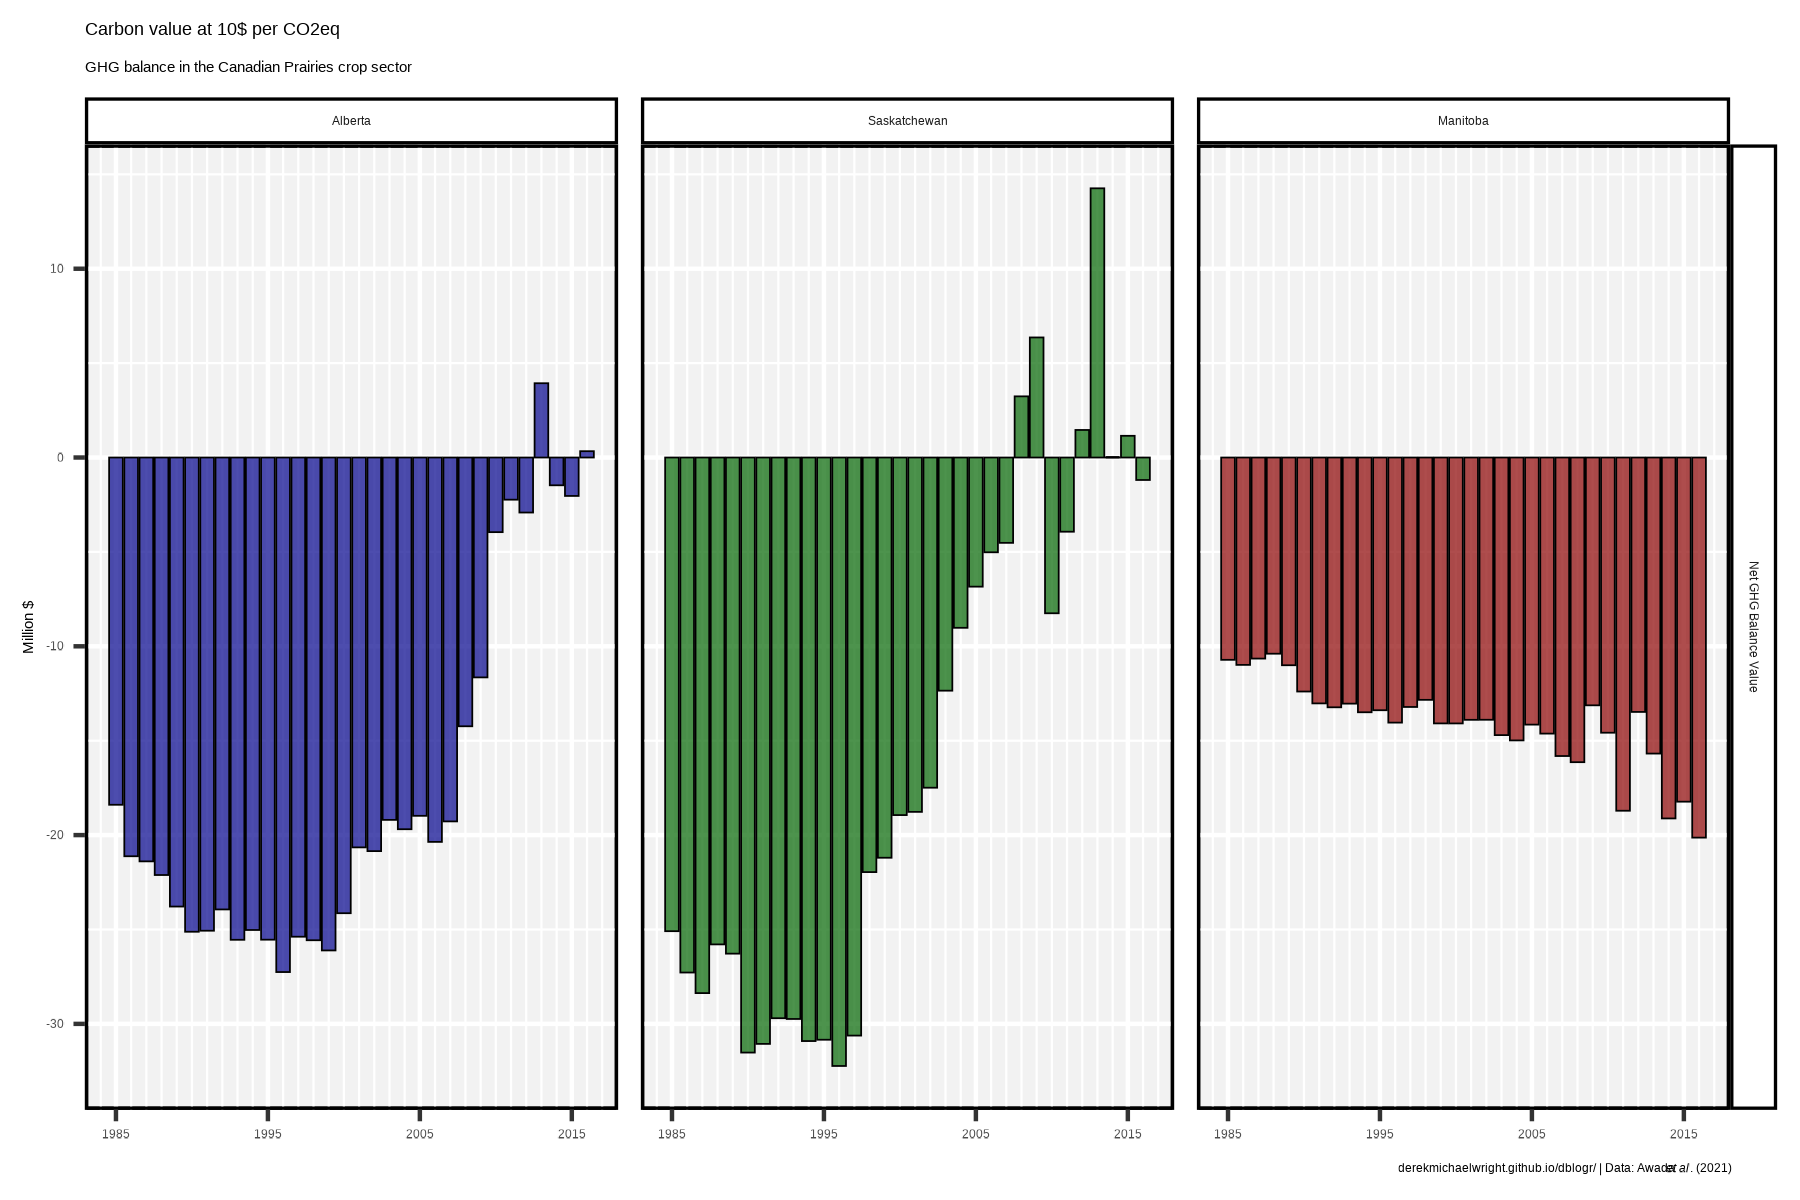 Carbon value at 10$ per CO2eq
GHG balance in the Canadian Prairies crop sector
Alberta
Saskatchewan
Manitoba
10
0
-10
-20
-30
Million $
Net GHG Balance Value
1985
1995
2005
2015
1985
1995
2005
2015
1985
1995
2005
2015
derekmichaelwright.github.io/dblogr/ | Data: Awada et al. (2021)